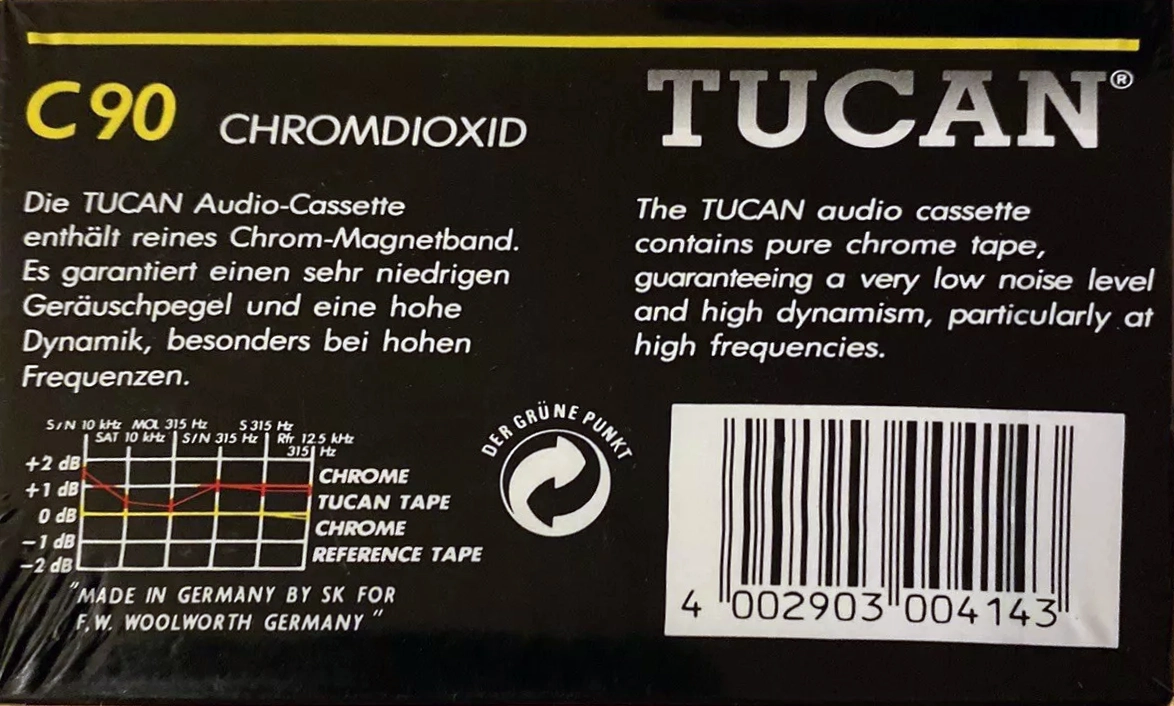 C90 CHROMDIOXID
TUCAN®
Die TUCAN Audio-Cassette
enthält reines Chrom-Magnetband.
Es garantiert einen sehr niedrigen
Geräuschpegel und eine hohe
Dynamik, besonders bei hohen
Frequenzen.
The TUCAN audio cassette
contains pure chrome tape,
guaranteeing a very low noise level
and high dynamism, particularly at
high frequencies.
S/N 10 kHz MOL 315 Hz S 315 Hz
SAT 10 kHz S/N 315 Hz Rfr 12.5 kHz
315 Hz
+2 dB
+1 dB
0 dB
-1 dB
-2 dB
CHROME
TUCAN TAPE
CHROME
REFERENCE TAPE
"MADE IN GERMANY BY SK FOR
F.W. WOOLWORTH GERMANY"
DER GRÜNE PUNKT
4 002903 004143